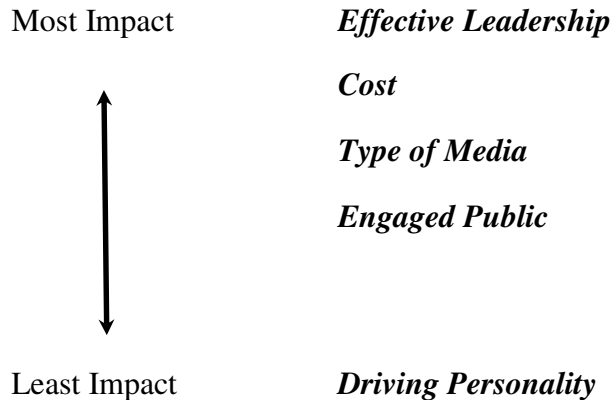 Most Impact Effective Leadership
Cost
Type of Media
Engaged Public
Least Impact Driving Personality